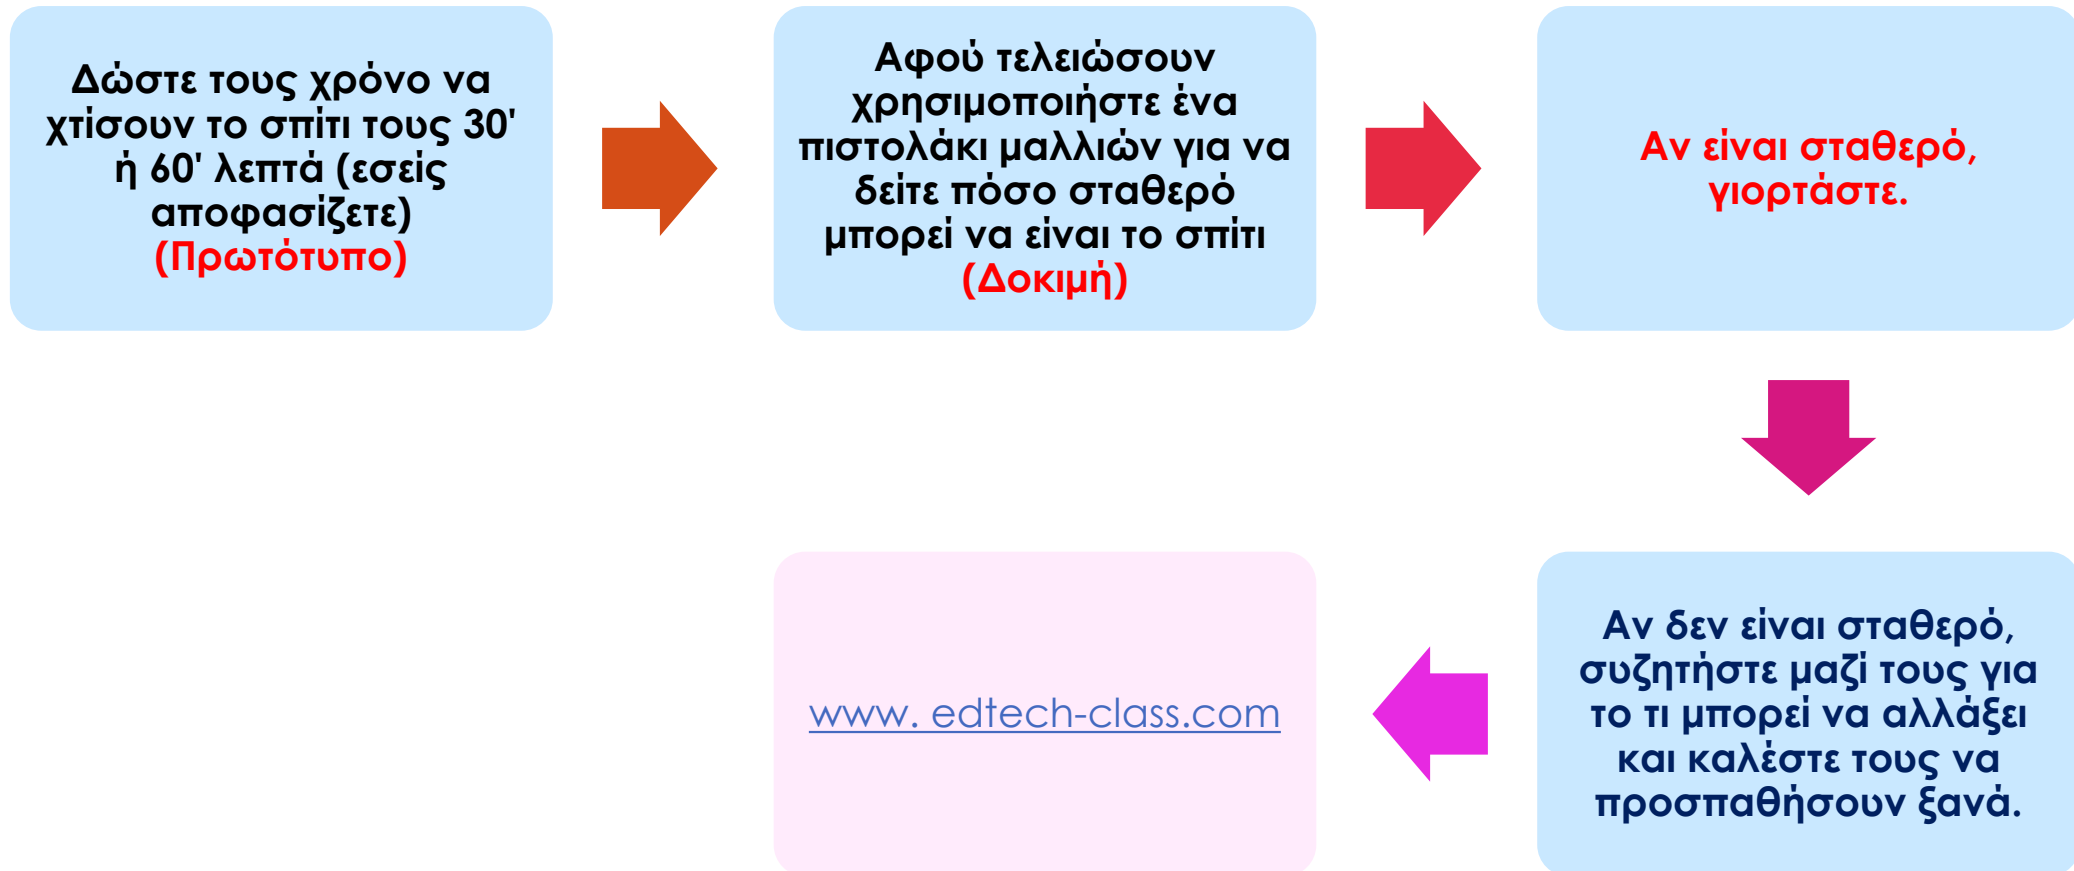 Δώστε τους χρόνο να
χτίσουν το σπίτι τους 30'
ή 60' λεπτά (εσείς
αποφασίζετε)
(Πρωτότυπο)
Αφού τελειώσουν
χρησιμοποιήστε ένα
πιστολάκι μαλλιών για να
δείτε πόσο σταθερό
μπορεί να είναι το σπίτι
(Δοκιμή)
Αν είναι σταθερό,
γιορτάστε.
Αν δεν είναι σταθερό,
συζητήστε μαζί τους για
το τι μπορεί να αλλάξει
και καλέστε τους να
προσπαθήσουν ξανά.
www. edtech-class.com